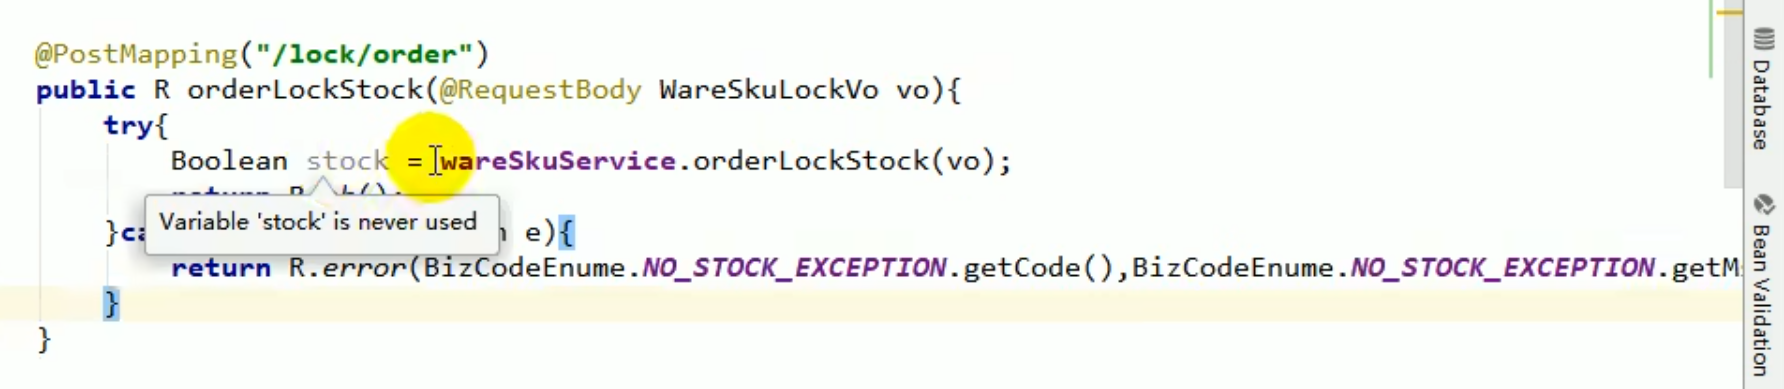 @PostMapping("/lock/order")
public R orderLockStock(@RequestBody WareSkuLockVo vo){
try{
Boolean stock = wareSkuService.orderLockStock(vo);
return R
Variable 'stock' is never used
e){
return R.error(BizCodeEnume.NO_STOCK_EXCEPTION.getCode(),BizCodeEnume.NO_STOCK_EXCEPTION.getM
}
}
Database
Bean Validation